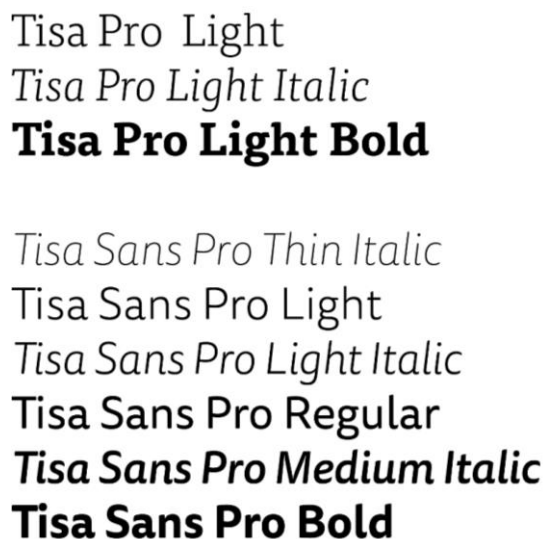 Tisa Pro Light
Tisa Pro Light Italic
Tisa Pro Light Bold
Tisa Sans Pro Thin Italic
Tisa Sans Pro Light
Tisa Sans Pro Light Italic
Tisa Sans Pro Regular
Tisa Sans Pro Medium Italic
Tisa Sans Pro Bold